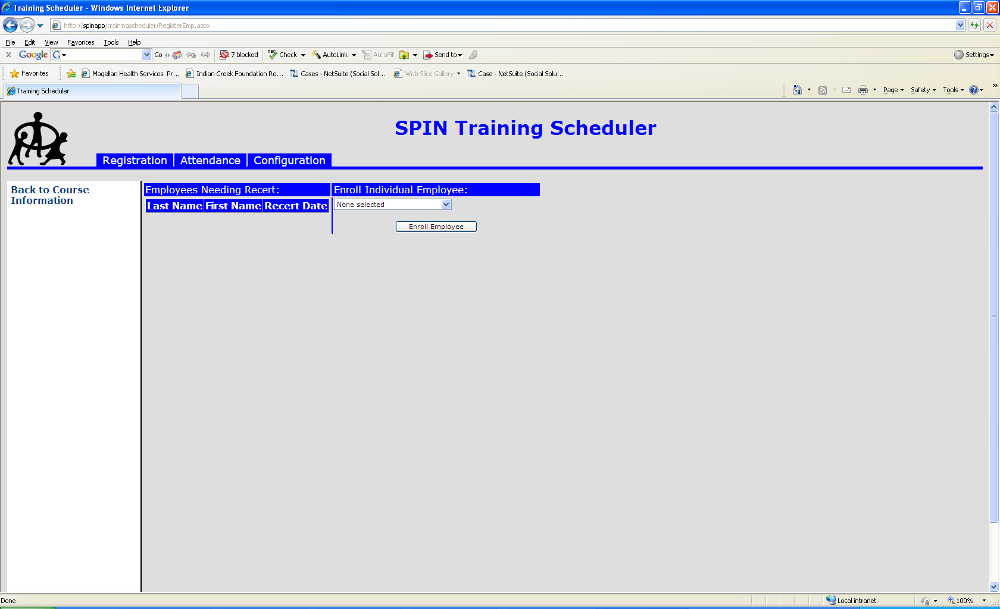 Training Scheduler - Windows Internet Explorer
http://spinapp/trainingscheduler/RegisterEmp.aspx
File Edit View Favorites Tools Help
x Google G Go 7 blocked ABC Check AutoLink AutoFill Send to Settings
Favorites Magellan Health Services Pr... Indian Creek Foundation Re... Cases - NetSuite (Social Sol... Web Slice Gallery Case - NetSuite (Social Solu...
Training Scheduler Page Safety Tools ? »
SPIN Training Scheduler
Registration Attendance Configuration
Back to Course
Information
Employees Needing Recert: Enroll Individual Employee:
Last Name First Name Recert Date None selected
Enroll Employee
Done Local intranet 100%